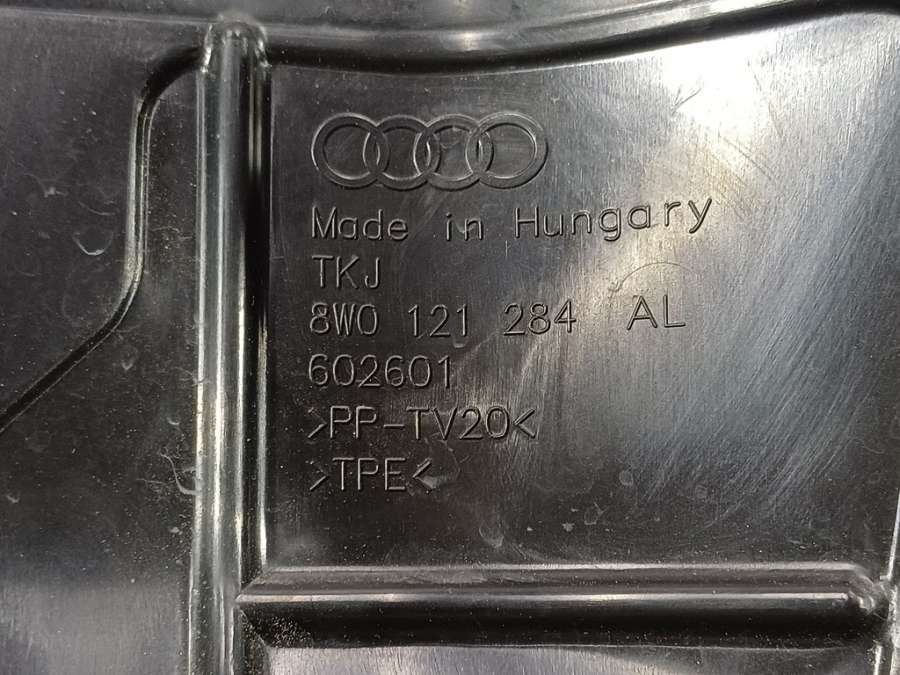 Made in Hungary
TKJ
8W0 121 284 AL
602601
>PP-TV20<
>TPE<